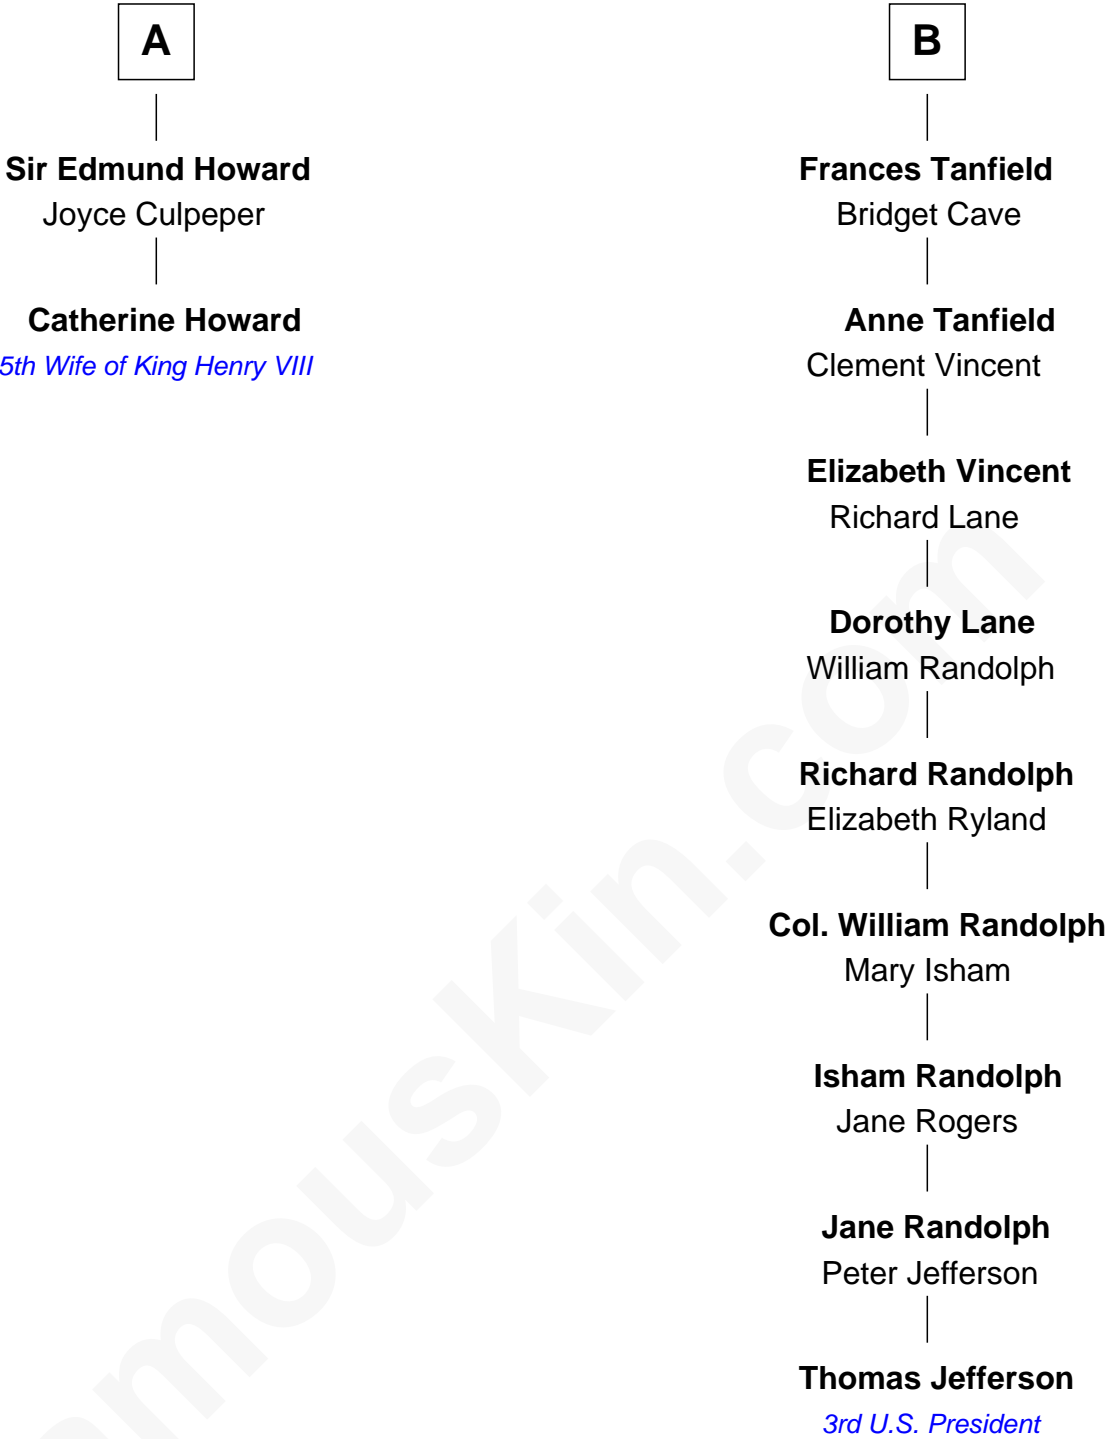 A
Sir Edmund Howard
Joyce Culpeper
Catherine Howard
5th Wife of King Henry VIII
B
Frances Tanfield
Bridget Cave
Anne Tanfield
Clement Vincent
Elizabeth Vincent
Richard Lane
Dorothy Lane
William Randolph
Richard Randolph
Elizabeth Ryland
Col. William Randolph
Mary Isham
Isham Randolph
Jane Rogers
Jane Randolph
Peter Jefferson
Thomas Jefferson
3rd U.S. President
amouskin.com